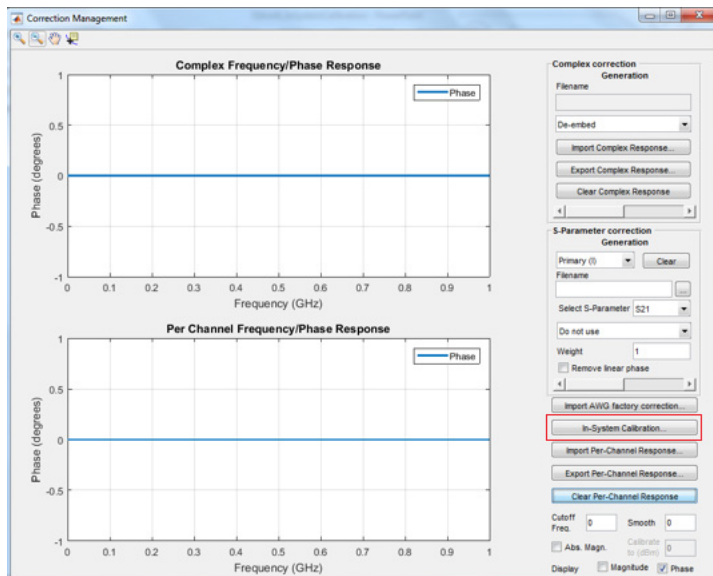 Correction Management
Complex Frequency/Phase Response
Phase
1
0.5
0
-0.5
-1
Phase (degrees)
0 0.1 0.2 0.3 0.4 0.5 0.6 0.7 0.8 0.9 1
Frequency (GHz)
Per Channel Frequency/Phase Response
Phase
1
0.5
0
-0.5
-1
Phase (degrees)
0 0.1 0.2 0.3 0.4 0.5 0.6 0.7 0.8 0.9 1
Frequency (GHz)
Complex correction
Generation
Filename
De-embed
Import Complex Response...
Export Complex Response...
Clear Complex Response
S-Parameter correction
Generation
Primary (I) Clear
Filename
...
Select S-Parameter S21
Do not use
Weight 1
Remove linear phase
Import AWG factory correction...
In-System Calibration...
Import Per-Channel Response...
Export Per-Channel Response...
Clear Per-Channel Response
Cutoff Freq. 0 Smooth 0
Abs. Magn. Calibrate to (dBm) 0
Display Magnitude Phase